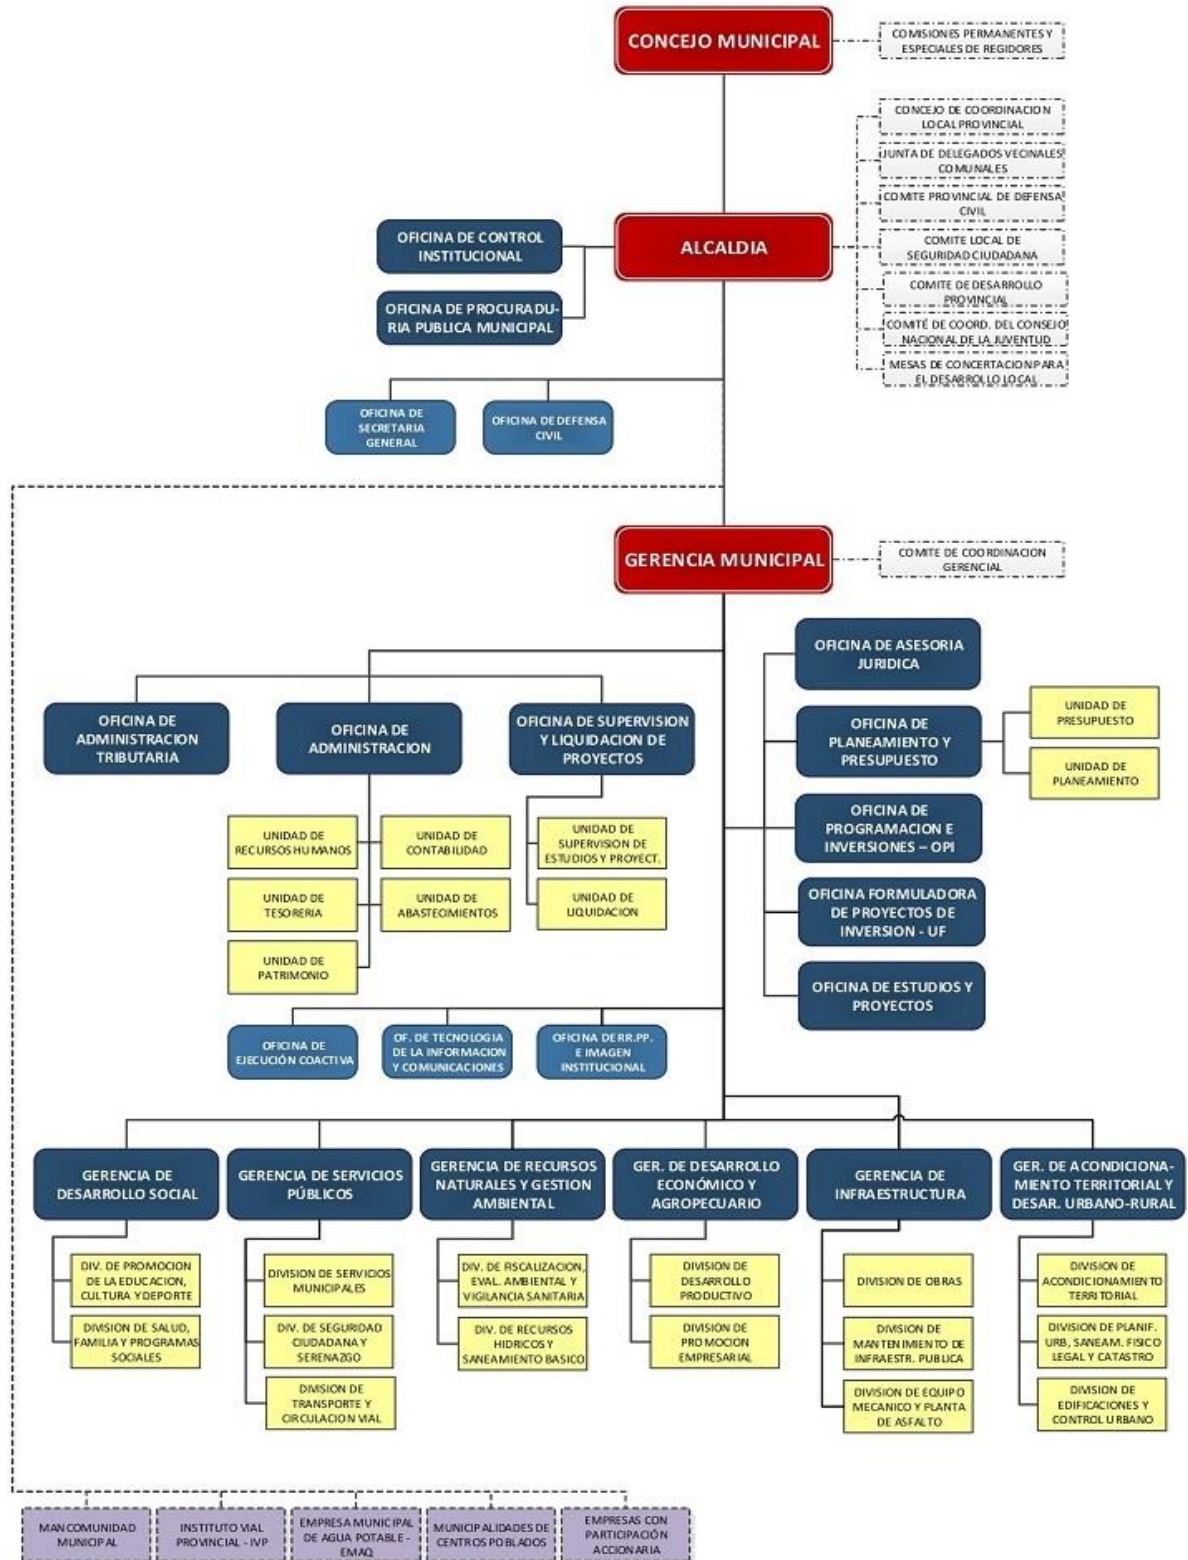 CONCEJO MUNICIPAL
COMISIONES PERMANENTES Y
ESPECIALES DE REGIDORES
CONCEJO DE COORDINACION
LOCAL PROVINCIAL
JUNTA DE DELEGADOS VECINALES
COMUNALES
COMITE PROVINCIAL DE DEFENSA
CIVIL
COMITE LOCAL DE
SEGURIDAD CIUDADANA
COMITE DE DESARROLLO
PROVINCIAL
COMITÉ DE COORD. DEL CONSEJO
NACIONAL DE LA JUVENTUD
MESAS DE CONCERTACION PARA
EL DESARROLLO LOCAL
ALCALDIA
OFICINA DE CONTROL
INSTITUCIONAL
OFICINA DE PROCURADU-
RIA PUBLICA MUNICIPAL
OFICINA DE
SECRETARIA
GENERAL
OFICINA DE DEFENSA
CIVIL
GERENCIA MUNICIPAL
COMITE DE COORDINACION
GERENCIAL
OFICINA DE ASESORIA
JURIDICA
OFICINA DE
PLANEAMIENTO Y
PRESUPUESTO
UNIDAD DE
PRESUPUESTO
UNIDAD DE
PLANEAMIENTO
OFICINA DE
PROGRAMACION E
INVERSIONES – OPI
OFICINA FORMULADORA
DE PROYECTOS DE
INVERSION - UF
OFICINA DE ESTUDIOS Y
PROYECTOS
OFICINA DE
ADMINISTRACION
TRIBUTARIA
OFICINA DE
ADMINISTRACION
OFICINA DE SUPERVISION
Y LIQUIDACION DE
PROYECTOS
UNIDAD DE
RECURSOS HUMANOS
UNIDAD DE
CONTABILIDAD
UNIDAD DE
SUPERVISION DE
ESTUDIOS Y PROYECT.
UNIDAD DE
TESORERIA
UNIDAD DE
ABASTECIMIENTOS
UNIDAD DE
LIQUIDACION
UNIDAD DE
PATRIMONIO
OFICINA DE
EJECUCIÓN COACTIVA
OF. DE TECNOLOGIA
DE LA INFORMACION
Y COMUNICACIONES
OFICINA DE RR.PP.
E IMAGEN
INSTITUCIONAL
GERENCIA DE
DESARROLLO SOCIAL
GERENCIA DE SERVICIOS
PÚBLICOS
GERENCIA DE RECURSOS
NATURALES Y GESTION
AMBIENTAL
GER. DE DESARROLLO
ECONÓMICO Y
AGROPECUARIO
GERENCIA DE
INFRAESTRUCTURA
GER. DE ACONDICIONA-
MIENTO TERRITORIAL Y
DESAR. URBANO-RURAL
DIV. DE PROMOCION
DE LA EDUCACION,
CULTURA Y DEPORTE
DIVISION DE SALUD,
FAMILIA Y PROGRAMAS
SOCIALES
DIVISION DE SERVICIOS
MUNICIPALES
DIV. DE SEGURIDAD
CIUDADANA Y
SERENAZGO
DIVISION DE
TRANSPORTE Y
CIRCULACION VIAL
DIV. DE FISCALIZACION,
EVAL. AMBIENTAL Y
VIGILANCIA SANITARIA
DIV. DE RECURSOS
HIDRICOS Y
SANEAMIENTO BASICO
DIVISION DE
DESARROLLO
PRODUCTIVO
DIVISION DE
PROMOCION
EMPRESARIAL
DIVISION DE OBRAS
DIVISION DE
MANTENIMIENTO DE
INFRAESTR. PUBLICA
DIVISION DE EQUIPO
MECANICO Y PLANTA
DE ASFALTO
DIVISION DE
ACONDICIONAMIENTO
TERRITORIAL
DIVISION DE PLANIF.
URB, SANEAM. FISICO
LEGAL Y CATASTRO
DIVISION DE
EDIFICACIONES Y
CONTROL URBANO
MANCOMUNIDAD
MUNICIPAL
INSTITUTO VIAL
PROVINCIAL - IVP
EMPRESA MUNICIPAL
DE AGUA POTABLE -
EMAQ
MUNICIPALIDADES DE
CENTROS POBLADOS
EMPRESAS CON
PARTICIPACIÓN
ACCIONARIA